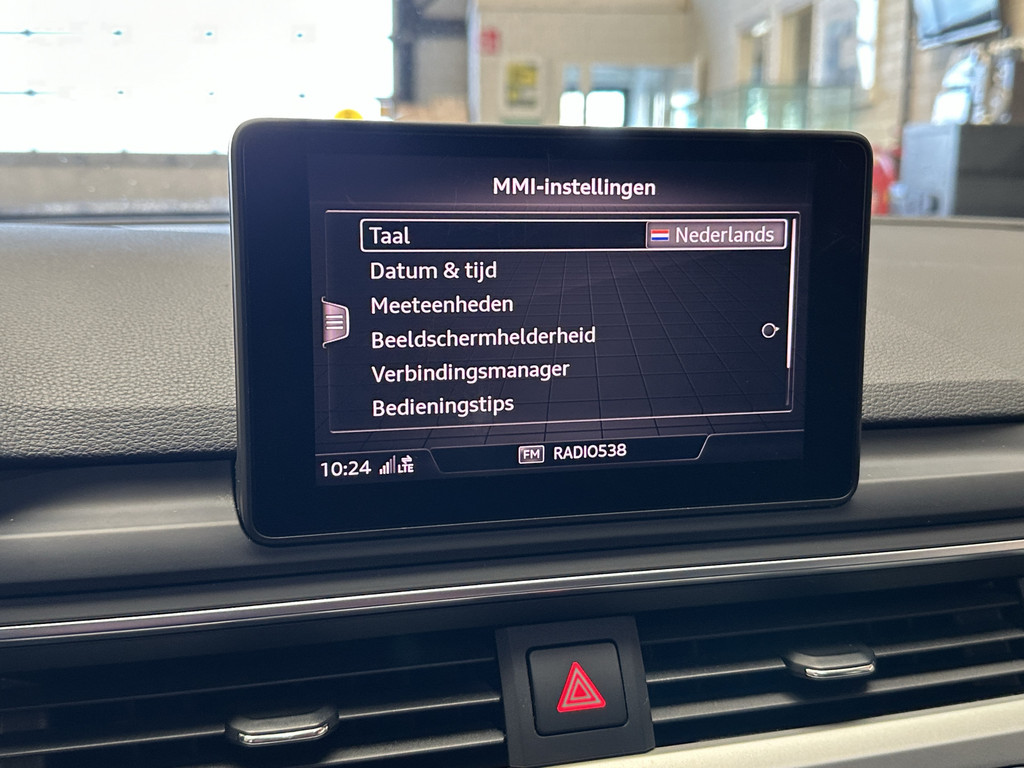 MMI-instellingen
Taal Nederlands
Datum & tijd
Meeteenheden
Beeldschermhelderheid
Verbindingsmanager
Bedieningstips
FM RADIO538
10:24 LTE